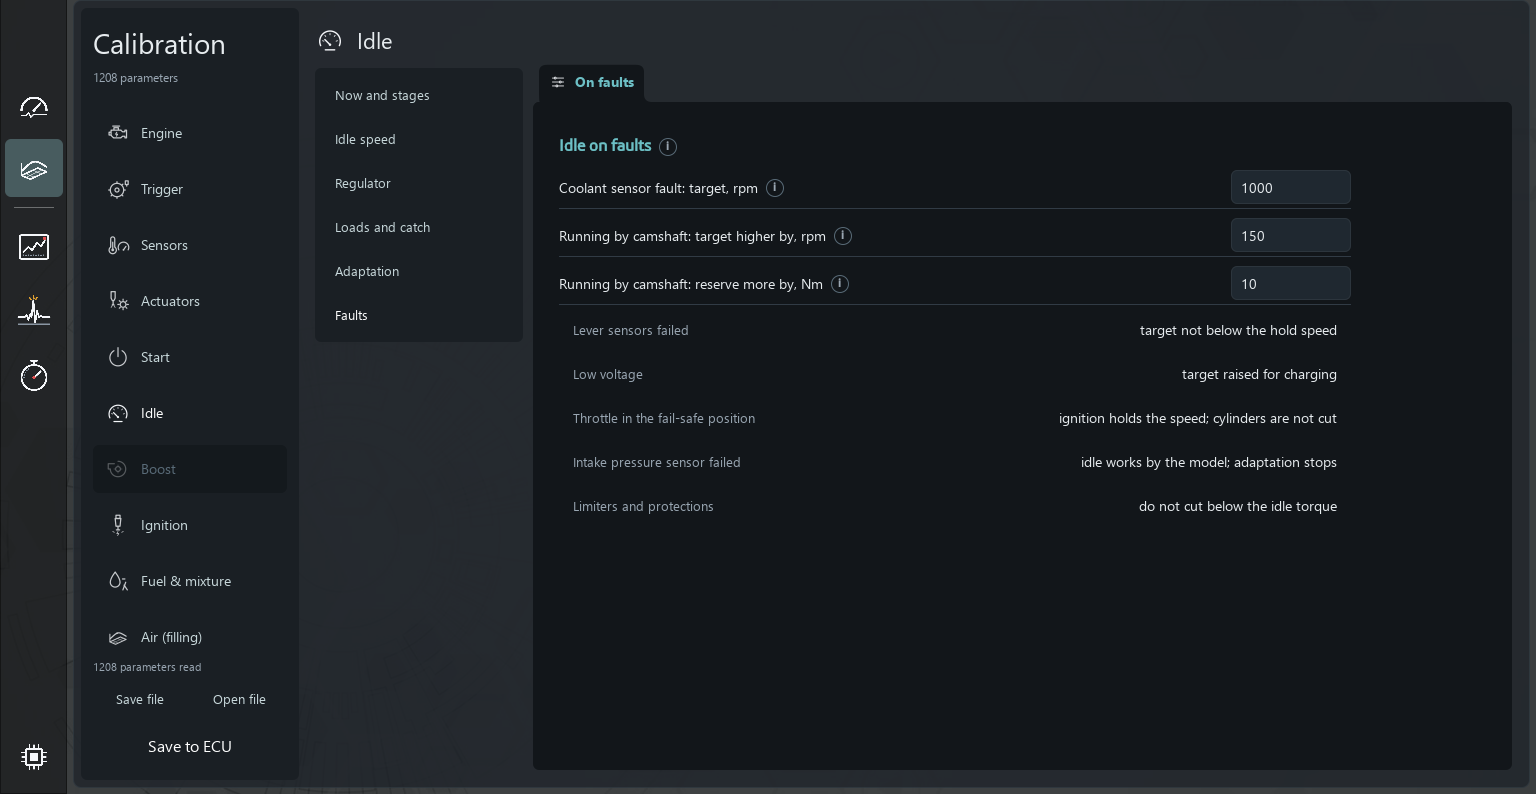 Calibration
1208 parameters
Engine
Trigger
Sensors
Actuators
Start
Idle
Boost
Ignition
Fuel & mixture
Air (filling)
1208 parameters read
Save file
Open file
Save to ECU
Idle
Now and stages
Idle speed
Regulator
Loads and catch
Adaptation
Faults
On faults
Idle on faults
Coolant sensor fault: target, rpm
1000
Running by camshaft: target higher by, rpm
150
Running by camshaft: reserve more by, Nm
10
Lever sensors failed
target not below the hold speed
Low voltage
target raised for charging
Throttle in the fail-safe position
ignition holds the speed; cylinders are not cut
Intake pressure sensor failed
idle works by the model; adaptation stops
Limiters and protections
do not cut below the idle torque